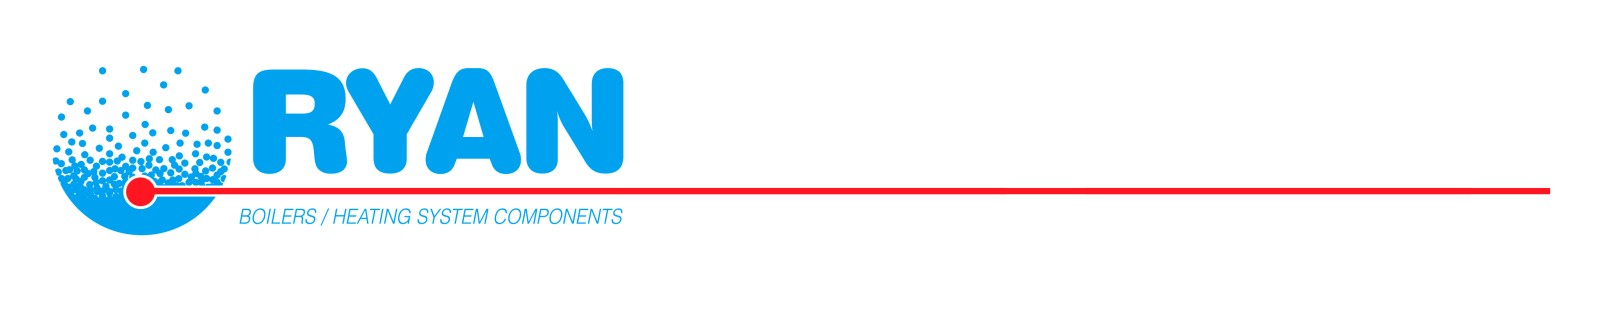 RYAN
BOILERS / HEATING SYSTEM COMPONENTS